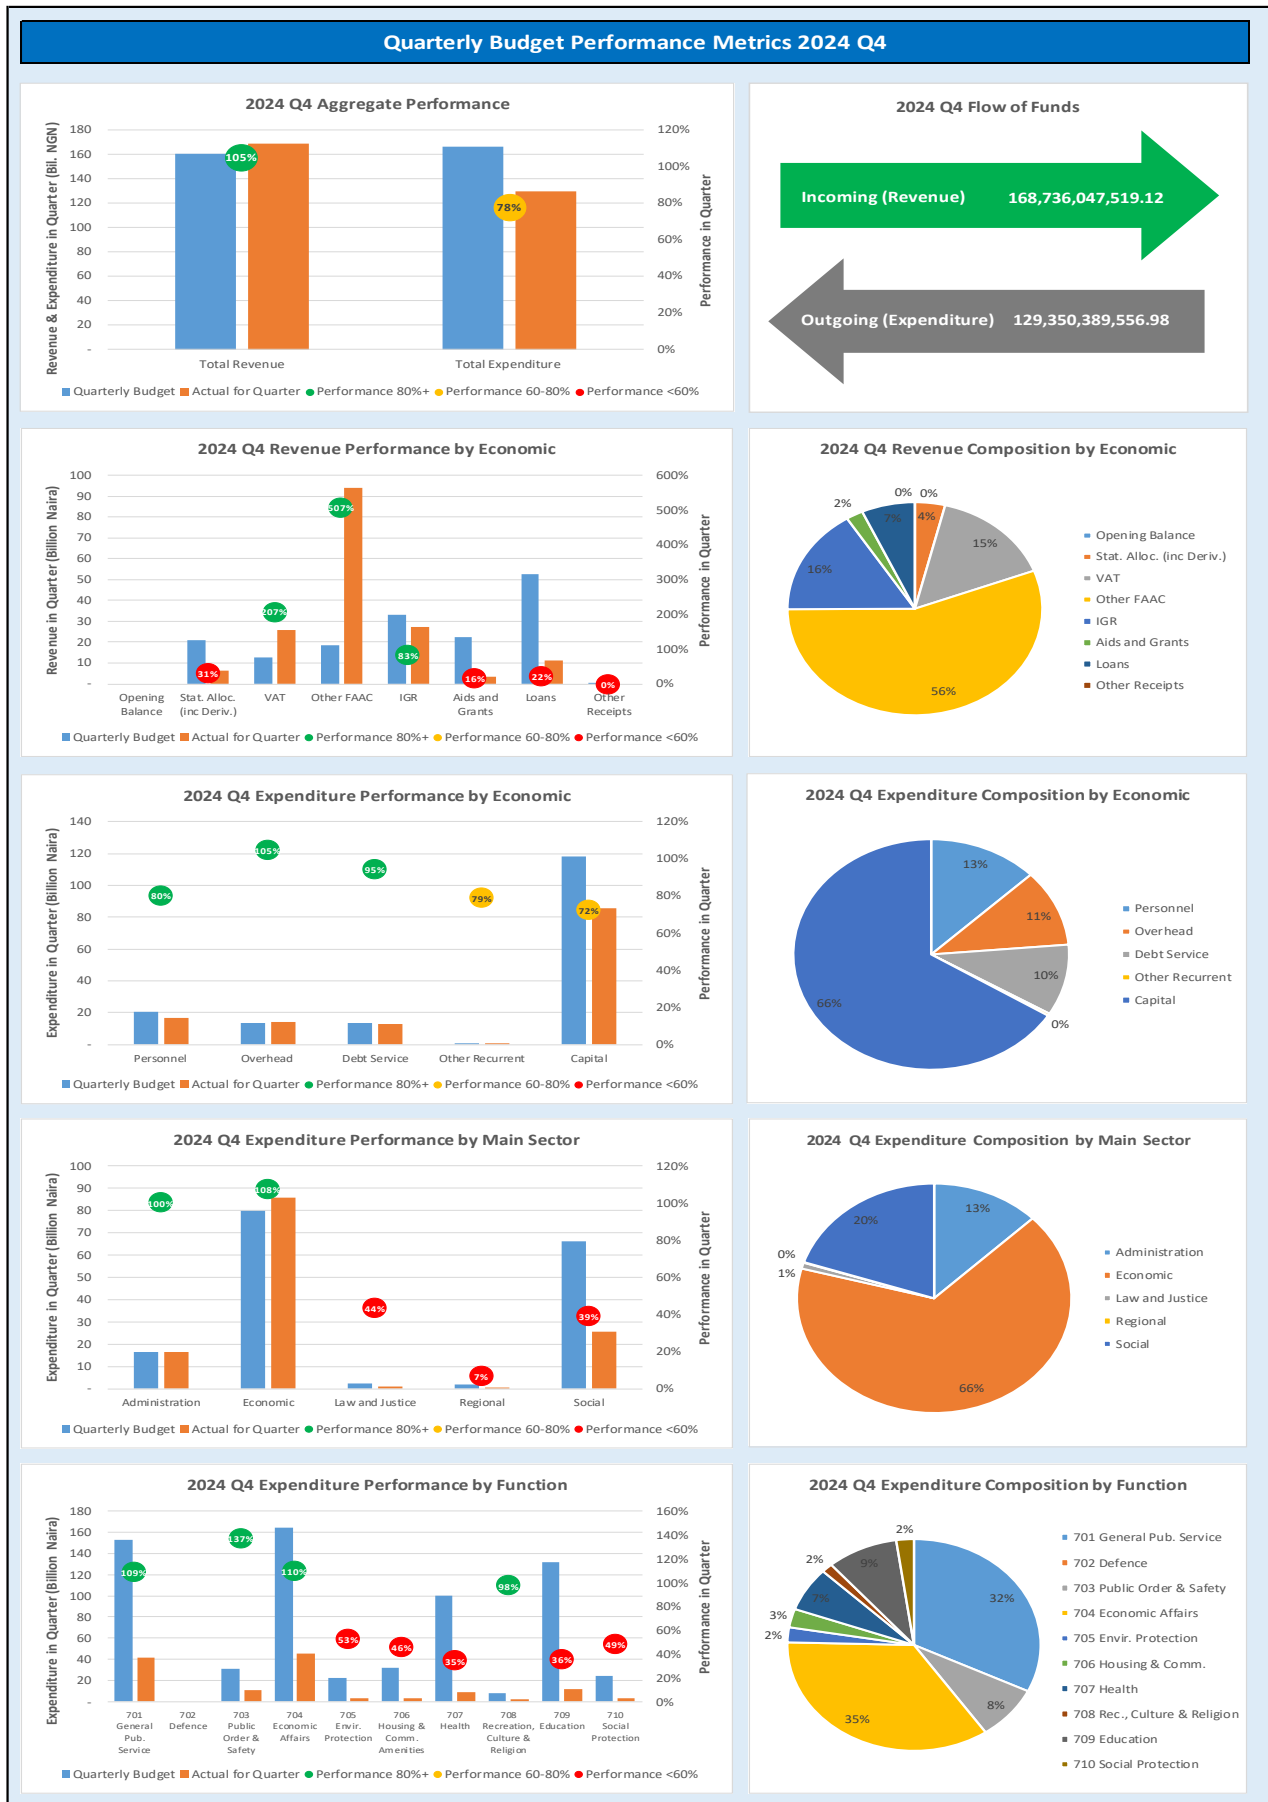 Quarterly Budget Performance Metrics 2024 Q4
2024 Q4 Aggregate Performance
Revenue & Expenditure in Quarter (Bil. NGN)
180
160
140
120
100
80
60
40
20
-
105%
78%
120%
100%
80%
60%
40%
20%
0%
Performance in Quarter
Total Revenue
Total Expenditure
Quarterly Budget
Actual for Quarter
Performance 80%+
Performance 60-80%
Performance <60%
2024 Q4 Flow of Funds
Incoming (Revenue) 168,736,047,519.12
Outgoing (Expenditure) 129,350,389,556.98
2024 Q4 Revenue Performance by Economic
Revenue in Quarter (Billion Naira)
100
90
80
70
60
50
40
30
20
10
-
31%
207%
507%
83%
16%
22%
0%
600%
500%
400%
300%
200%
100%
0%
Performance in Quarter
Opening
Balance
Stat. Alloc.
(inc Deriv.)
VAT
Other FAAC
IGR
Aids and
Grants
Loans
Other
Receipts
Quarterly Budget
Actual for Quarter
Performance 80%+
Performance 60-80%
Performance <60%
2024 Q4 Revenue Composition by Economic
0%
4%
15%
56%
16%
2%
7%
0%
Opening Balance
Stat. Alloc. (inc Deriv.)
VAT
Other FAAC
IGR
Aids and Grants
Loans
Other Receipts
2024 Q4 Expenditure Performance by Economic
Expenditure in Quarter (Billion Naira)
140
120
100
80
60
40
20
-
80%
105%
95%
79%
72%
120%
100%
80%
60%
40%
20%
0%
Performance in Quarter
Personnel
Overhead
Debt Service
Other Recurrent
Capital
Quarterly Budget
Actual for Quarter
Performance 80%+
Performance 60-80%
Performance <60%
2024 Q4 Expenditure Composition by Economic
13%
11%
10%
0%
66%
Personnel
Overhead
Debt Service
Other Recurrent
Capital
2024 Q4 Expenditure Performance by Main Sector
Expenditure in Quarter (Billion Naira)
100
90
80
70
60
50
40
30
20
10
-
100%
108%
44%
7%
39%
120%
100%
80%
60%
40%
20%
0%
Performance in Quarter
Administration
Economic
Law and Justice
Regional
Social
Quarterly Budget
Actual for Quarter
Performance 80%+
Performance 60-80%
Performance <60%
2024 Q4 Expenditure Composition by Main Sector
13%
66%
1%
0%
20%
Administration
Economic
Law and Justice
Regional
Social
2024 Q4 Expenditure Performance by Function
Expenditure in Quarter (Billion Naira)
180
160
140
120
100
80
60
40
20
-
109%
137%
110%
53%
46%
35%
98%
36%
49%
160%
140%
120%
100%
80%
60%
40%
20%
0%
Performance in Quarter
701
General
Pub.
Service
702
Defence
703
Public
Order &
Safety
704
Economic
Affairs
705
Envir.
Protection
706
Housing &
Comm.
Amenities
707
Health
708
Recreation,
Culture &
Religion
709
Education
710
Social
Protection
Quarterly Budget
Actual for Quarter
Performance 80%+
Performance 60-80%
Performance <60%
2024 Q4 Expenditure Composition by Function
32%
8%
35%
2%
3%
7%
2%
9%
2%
701 General Pub. Service
702 Defence
703 Public Order & Safety
704 Economic Affairs
705 Envir. Protection
706 Housing & Comm.
707 Health
708 Rec., Culture & Religion
709 Education
710 Social Protection